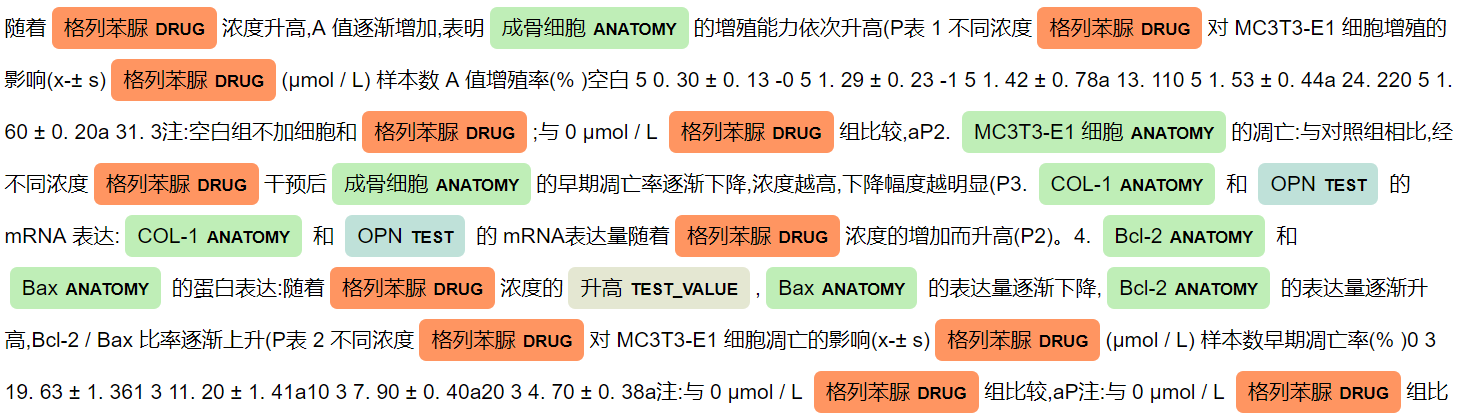 随着 格列苯脲 DRUG 浓度升高,A 值逐渐增加,表明 成骨细胞 ANATOMY 的增殖能力依次升高(P表 1 不同浓度 格列苯脲 DRUG 对 MC3T3-E1 细胞增殖的
影响(x-± s) 格列苯脲 DRUG (μmol / L) 样本数 A 值增殖率(% )空白 5 0. 30 ± 0. 13 -0 5 1. 29 ± 0. 23 -1 5 1. 42 ± 0. 78a 13. 110 5 1. 53 ± 0. 44a 24. 220 5 1.
60 ± 0. 20a 31. 3注:空白组不加细胞和 格列苯脲 DRUG ;与 0 μmol / L 格列苯脲 DRUG 组比较,aP2. MC3T3-E1 细胞 ANATOMY 的凋亡:与对照组相比,经
不同浓度 格列苯脲 DRUG 干预后 成骨细胞 ANATOMY 的早期凋亡率逐渐下降,浓度越高,下降幅度越明显(P3. COL-1 ANATOMY 和 OPN TEST 的
mRNA 表达: COL-1 ANATOMY 和 OPN TEST 的 mRNA表达量随着 格列苯脲 DRUG 浓度的增加而升高(P2)。4. Bcl-2 ANATOMY 和
Bax ANATOMY 的蛋白表达:随着 格列苯脲 DRUG 浓度的 升高 TEST_VALUE , Bax ANATOMY 的表达量逐渐下降, Bcl-2 ANATOMY 的表达量逐渐升
高,Bcl-2 / Bax 比率逐渐上升(P表 2 不同浓度 格列苯脲 DRUG 对 MC3T3-E1 细胞凋亡的影响(x-± s) 格列苯脲 DRUG (μmol / L) 样本数早期凋亡率(% )0 3
19. 63 ± 1. 361 3 11. 20 ± 1. 41a10 3 7. 90 ± 0. 40a20 3 4. 70 ± 0. 38a注:与 0 μmol / L 格列苯脲 DRUG 组比较,aP注:与 0 μmol / L 格列苯脲 DRUG 组比